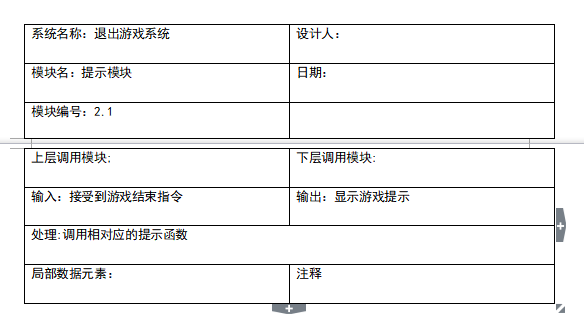 系统名称：退出游戏系统
设计人：
模块名：提示模块
日期：
模块编号：2.1
上层调用模块:
下层调用模块:
输入：接受到游戏结束指令
输出：显示游戏提示
处理:调用相对应的提示函数
局部数据元素：
注释